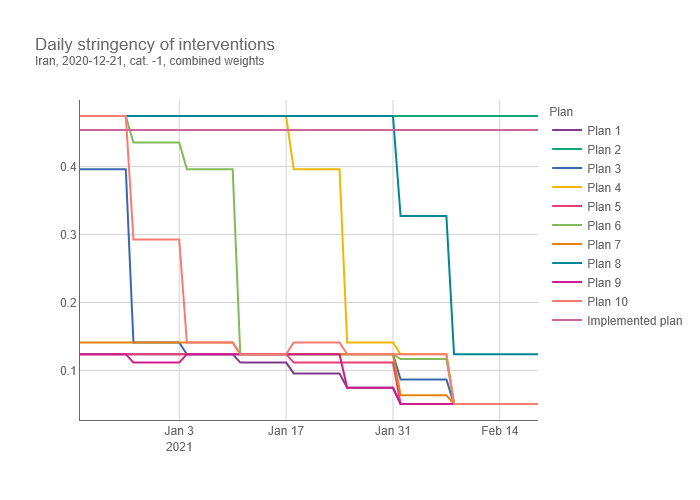 Daily stringency of interventions
Iran, 2020-12-21, cat. -1, combined weights
Plan
Plan 1
Plan 2
Plan 3
Plan 4
Plan 5
Plan 6
Plan 7
Plan 8
Plan 9
Plan 10
Implemented plan
0.4
0.3
0.2
0.1
Jan 3
2021
Jan 17
Jan 31
Feb 14